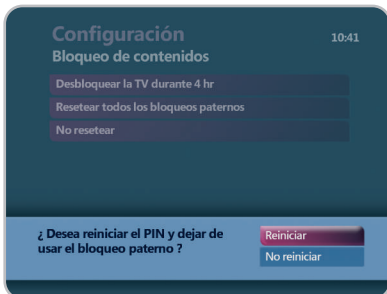 Configuración
10:41
Bloqueo de contenidos
Desbloquear la TV durante 4 hr
Resetear todos los bloqueos paternos
No resetear
¿ Desea reiniciar el PIN y dejar de
usar el bloqueo paterno ?
Reiniciar
No reiniciar